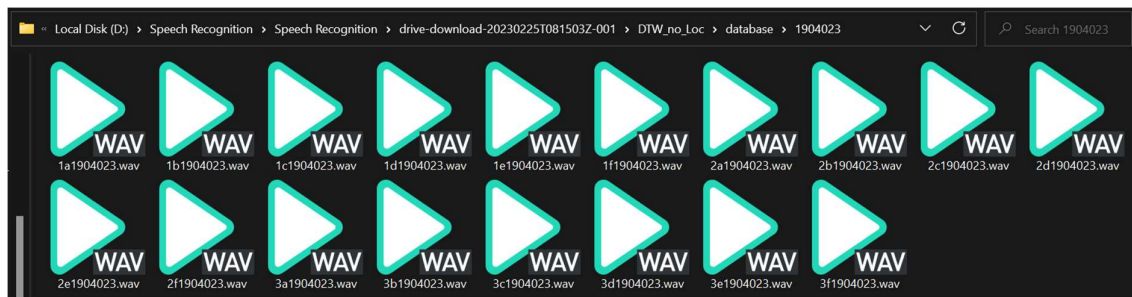 « Local Disk (D:) > Speech Recognition > Speech Recognition > drive-download-20230225T081503Z-001 > DTW_no_Loc > database > 1904023 Search 1904023
WAV WAV WAV WAV WAV WAV WAV WAV WAV WAV
1a1904023.wav 1b1904023.wav 1c1904023.wav 1d1904023.wav 1e1904023.wav 1f1904023.wav 2a1904023.wav 2b1904023.wav 2c1904023.wav 2d1904023.wav
WAV WAV WAV WAV WAV WAV WAV WAV
2e1904023.wav 2f1904023.wav 3a1904023.wav 3b1904023.wav 3c1904023.wav 3d1904023.wav 3e1904023.wav 3f1904023.wav